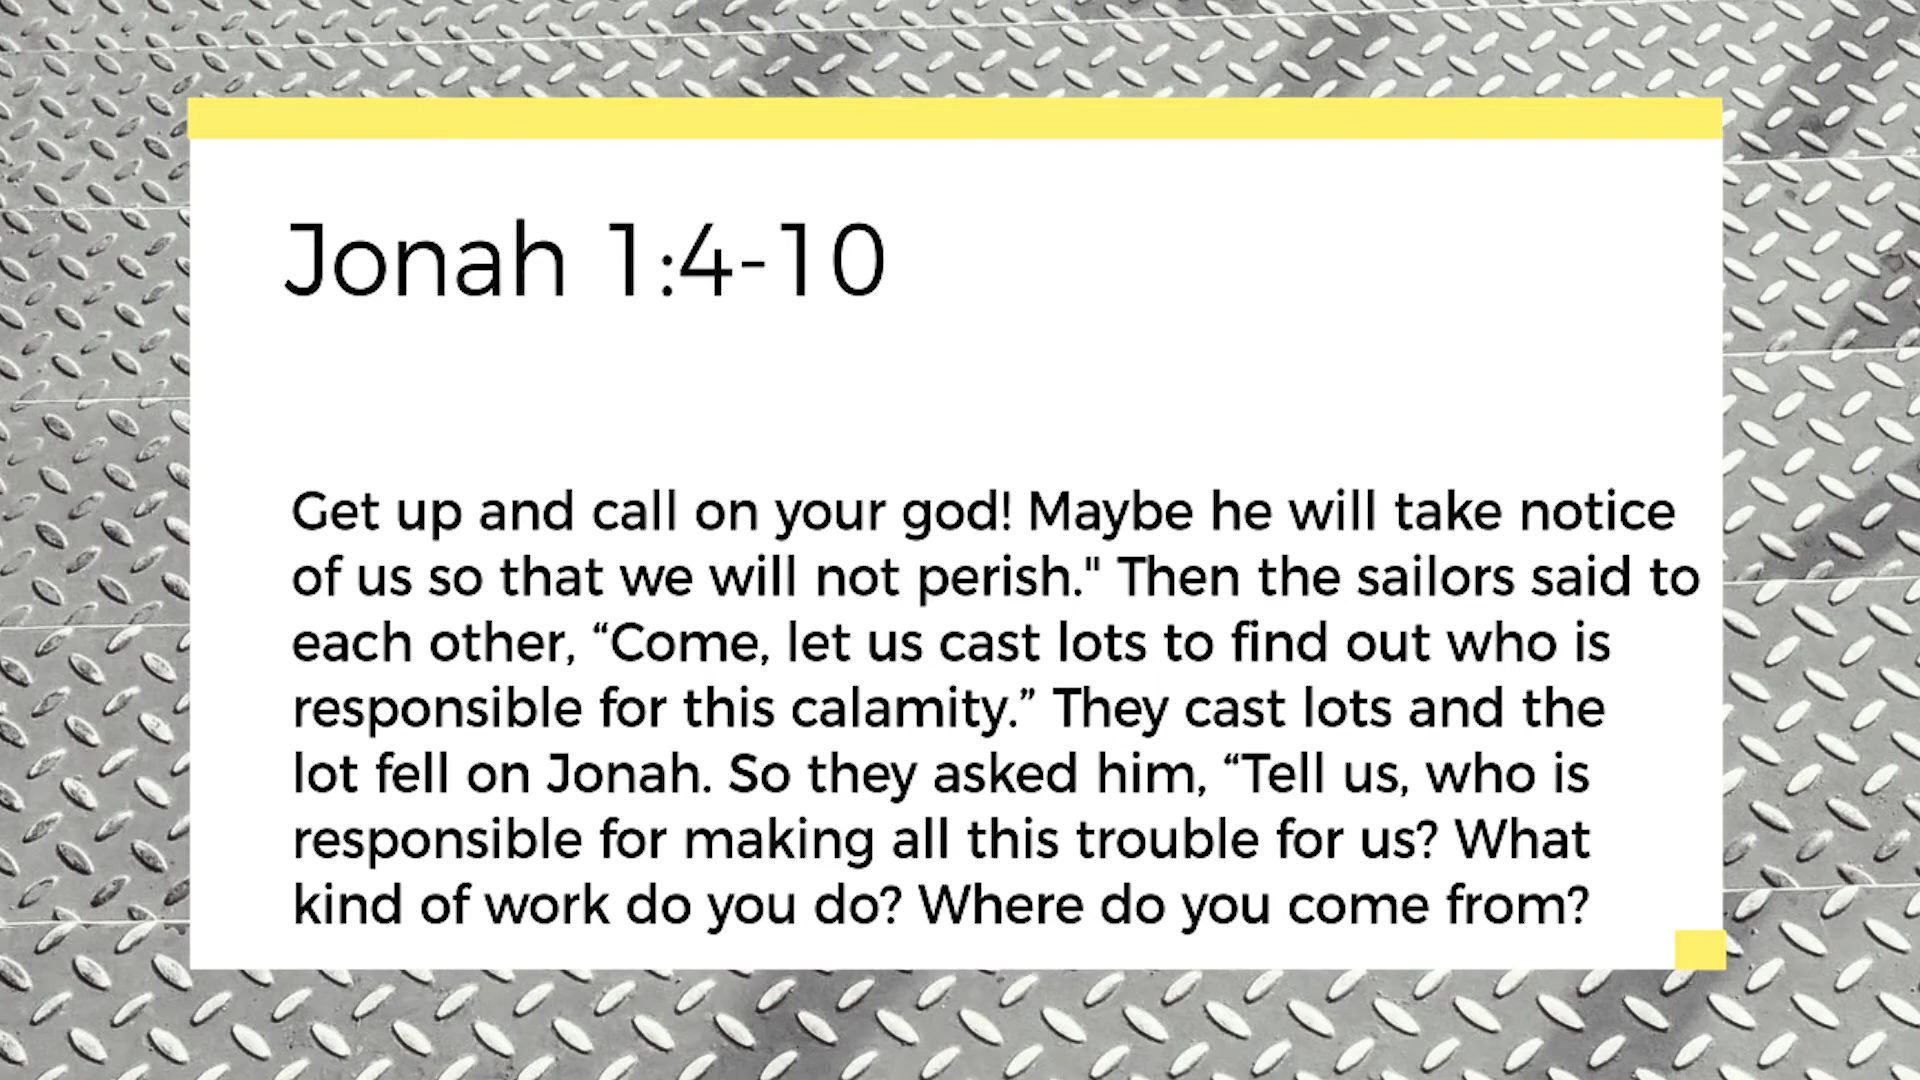 Jonah 1:4-10
Get up and call on your god! Maybe he will take notice
of us so that we will not perish." Then the sailors said to
each other, “Come, let us cast lots to find out who is
responsible for this calamity.” They cast lots and the
lot fell on Jonah. So they asked him, “Tell us, who is
responsible for making all this trouble for us? What
kind of work do you do? Where do you come from?